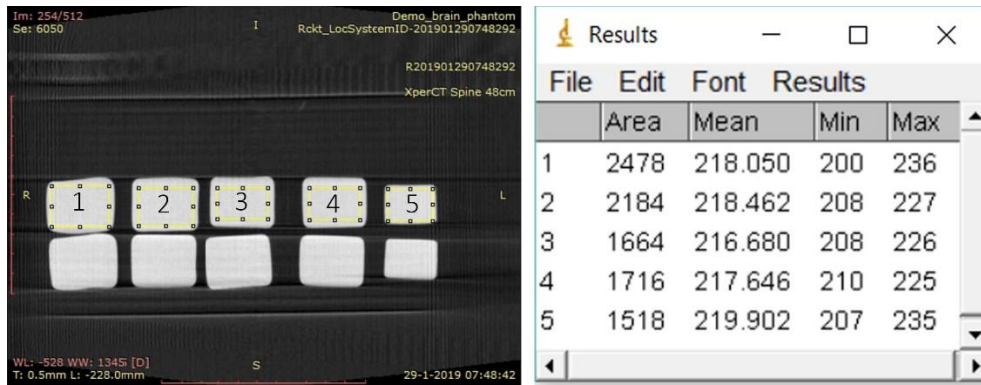 Im: 254/512
Se: 6050
I
Demo_brain_phantom
Rckt_LocSystcemID-201901290748292
R201901290748292
XperCT Spine 48cm
R
1 2 3 4 5
L
WL: -528 WW: 1345 [D]
T: 0.5mm L: -228.0mm
S
29-1-2019 07:48:42
Results
File Edit Font Results
Area Mean Min Max
1 2478 218.050 200 236
2 2184 218.462 208 227
3 1664 216.680 208 226
4 1716 217.646 210 225
5 1518 219.902 207 235